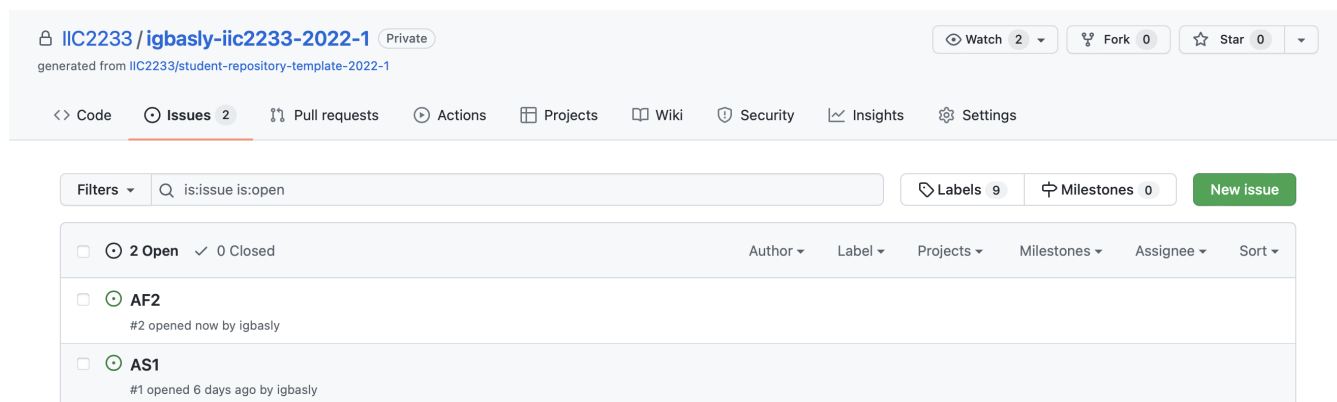 IIC2233 / igbasly-iic2233-2022-1 Private Watch 2 Fork 0 Star 0
generated from IIC2233/student-repository-template-2022-1
Code Issues 2 Pull requests Actions Projects Wiki Security Insights Settings
Filters is:issue is:open Labels 9 Milestones 0 New issue
2 Open 0 Closed Author Label Projects Milestones Assignee Sort
AF2
#2 opened now by igbasly
AS1
#1 opened 6 days ago by igbasly